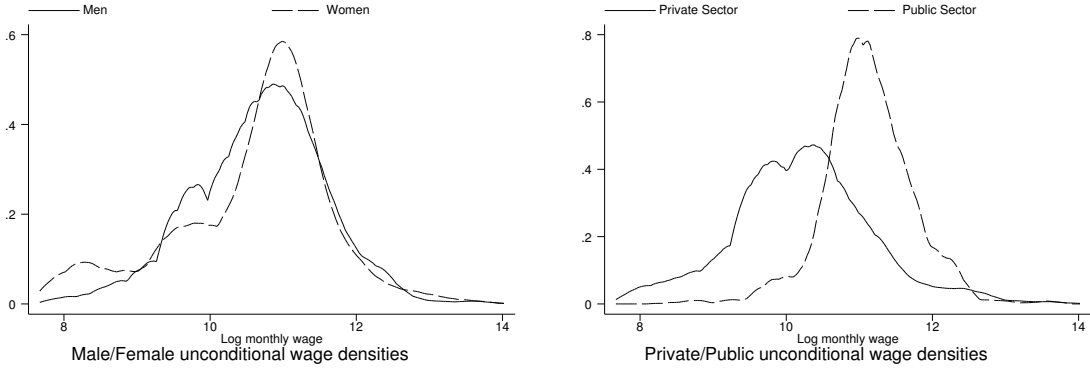 Men
Women
.6
.4
.2
0
8
10
12
14
Log monthly wage
Male/Female unconditional wage densities
Private Sector
Public Sector
.8
.6
.4
.2
0
8
10
12
14
Log monthly wage
Private/Public unconditional wage densities